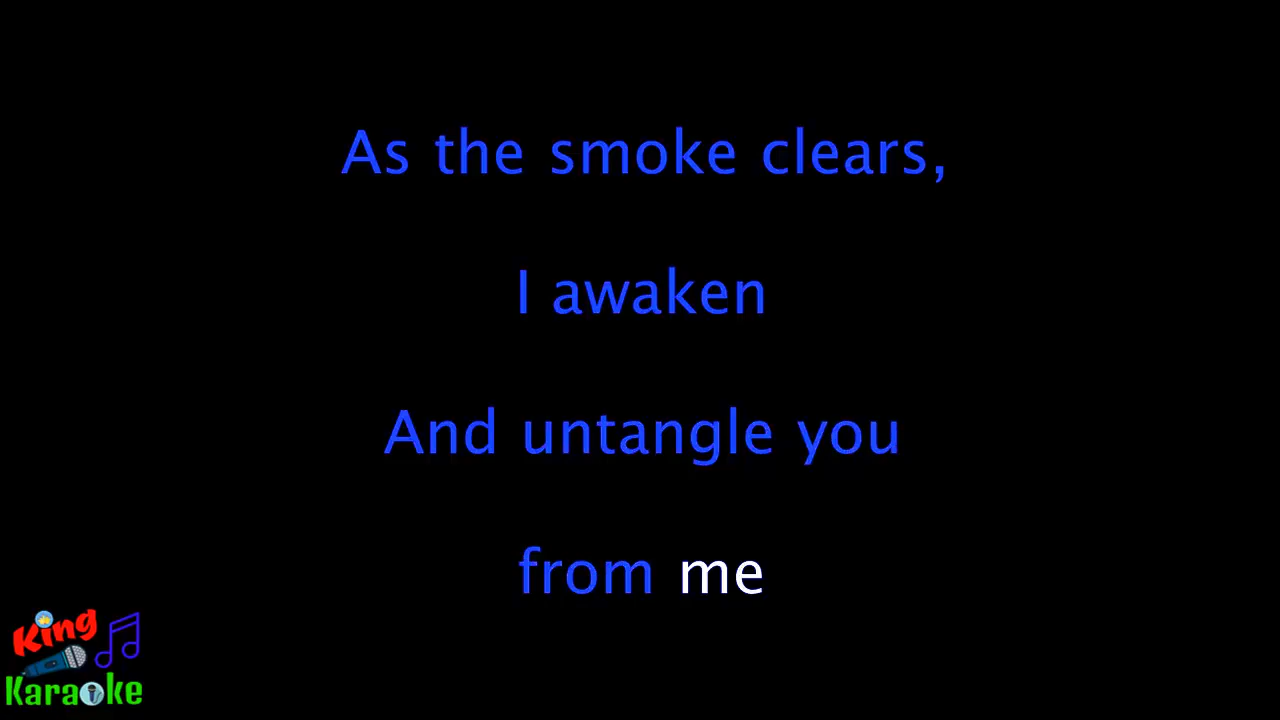 As the smoke clears,
I awaken
And untangle you
from me
King
Karaoke